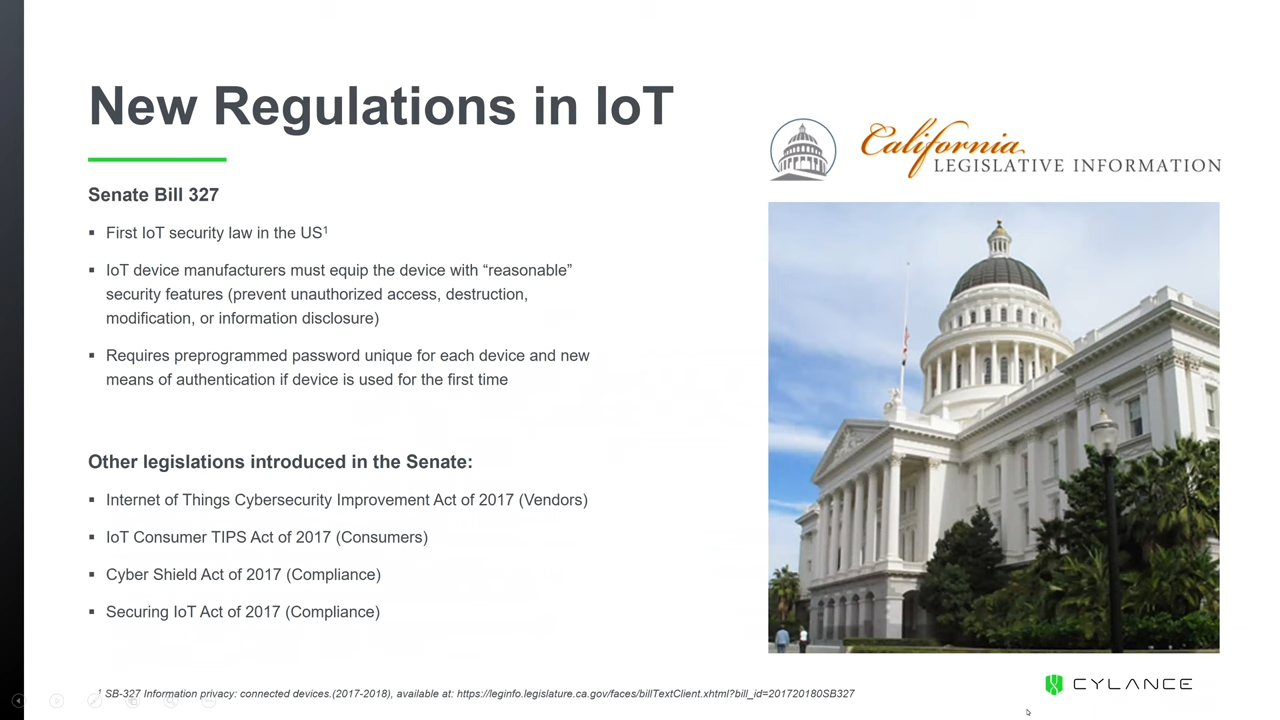 New Regulations in IoT
California
LEGISLATIVE INFORMATION
Senate Bill 327
▪ First IoT security law in the US¹
▪ IoT device manufacturers must equip the device with “reasonable”
security features (prevent unauthorized access, destruction,
modification, or information disclosure)
▪ Requires preprogrammed password unique for each device and new
means of authentication if device is used for the first time
Other legislations introduced in the Senate:
▪ Internet of Things Cybersecurity Improvement Act of 2017 (Vendors)
▪ IoT Consumer TIPS Act of 2017 (Consumers)
▪ Cyber Shield Act of 2017 (Compliance)
▪ Securing IoT Act of 2017 (Compliance)
¹ SB-327 Information privacy: connected devices.(2017-2018), available at: https://leginfo.legislature.ca.gov/faces/billTextClient.xhtml?bill_id=201720180SB327
CYLANCE